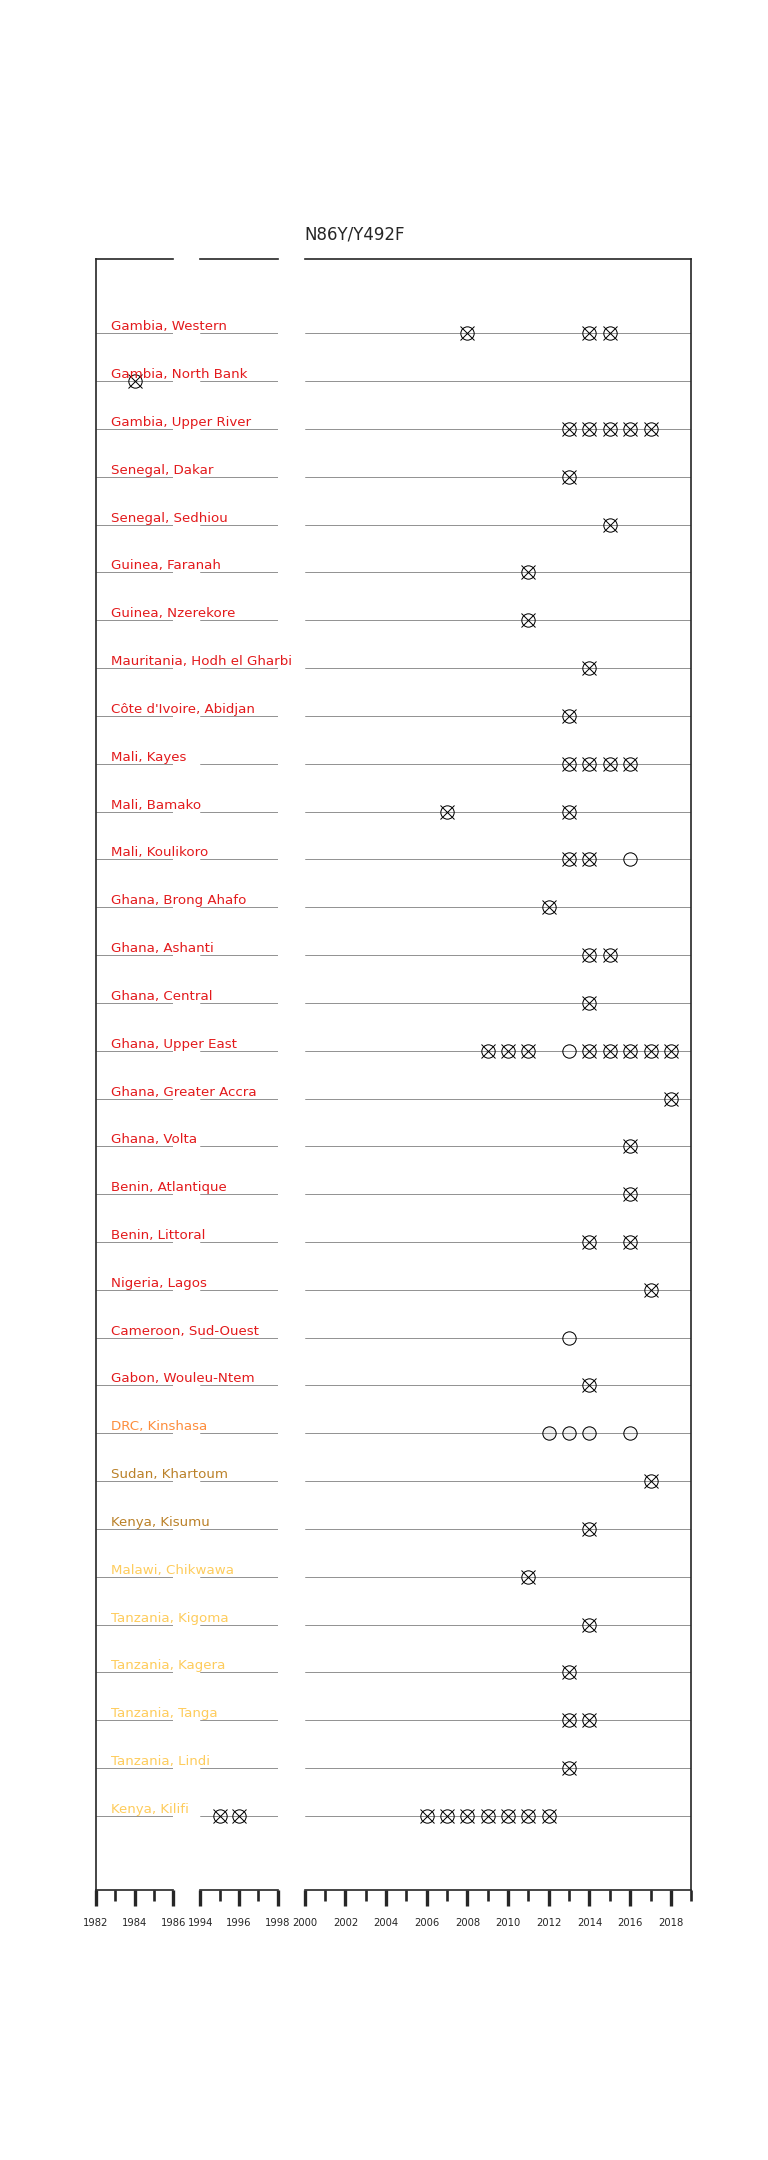 N86Y/Y492F
Gambia, Western
Gambia, North Bank
Gambia, Upper River
Senegal, Dakar
Senegal, Sedhiou
Guinea, Faranah
Guinea, Nzerekore
Mauritania, Hodh el Gharbi
Côte d'Ivoire, Abidjan
Mali, Kayes
Mali, Bamako
Mali, Koulikoro
Ghana, Brong Ahafo
Ghana, Ashanti
Ghana, Central
Ghana, Upper East
Ghana, Greater Accra
Ghana, Volta
Benin, Atlantique
Benin, Littoral
Nigeria, Lagos
Cameroon, Sud-Ouest
Gabon, Wouleu-Ntem
DRC, Kinshasa
Sudan, Khartoum
Kenya, Kisumu
Malawi, Chikwawa
Tanzania, Kigoma
Tanzania, Kagera
Tanzania, Tanga
Tanzania, Lindi
Kenya, Kilifi
1982 1984 1986 1994 1996 1998 2000 2002 2004 2006 2008 2010 2012 2014 2016 2018